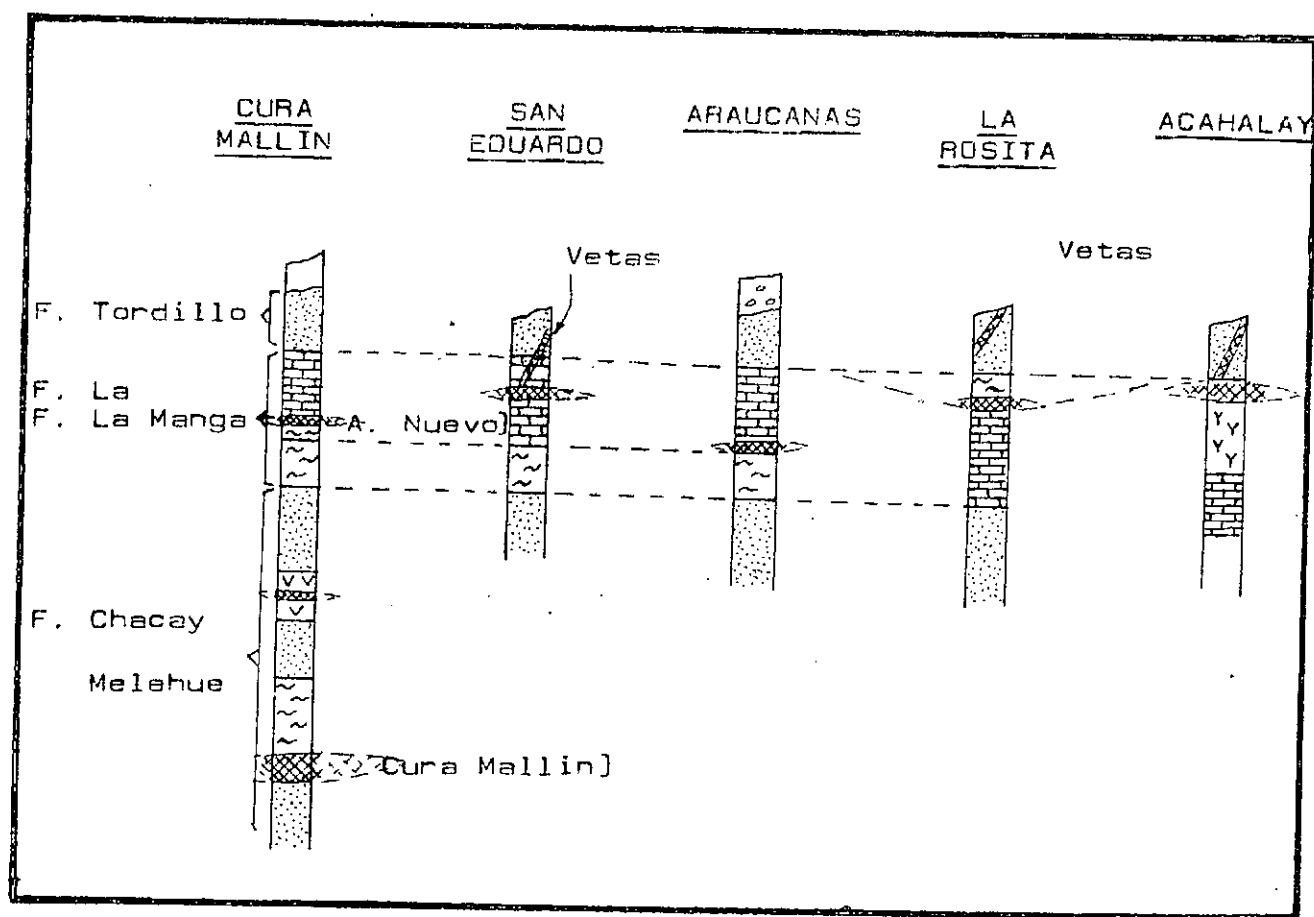 CURA
MALLIN
SAN
EDUARDO
ARAUCANAS
LA
ROSITA
ACAHALAY
Vetas
Vetas
F. Tordillo
F. La
F. La Manga
A. Nuevo]
F. Chacay
Melehue
Cura Mallin]